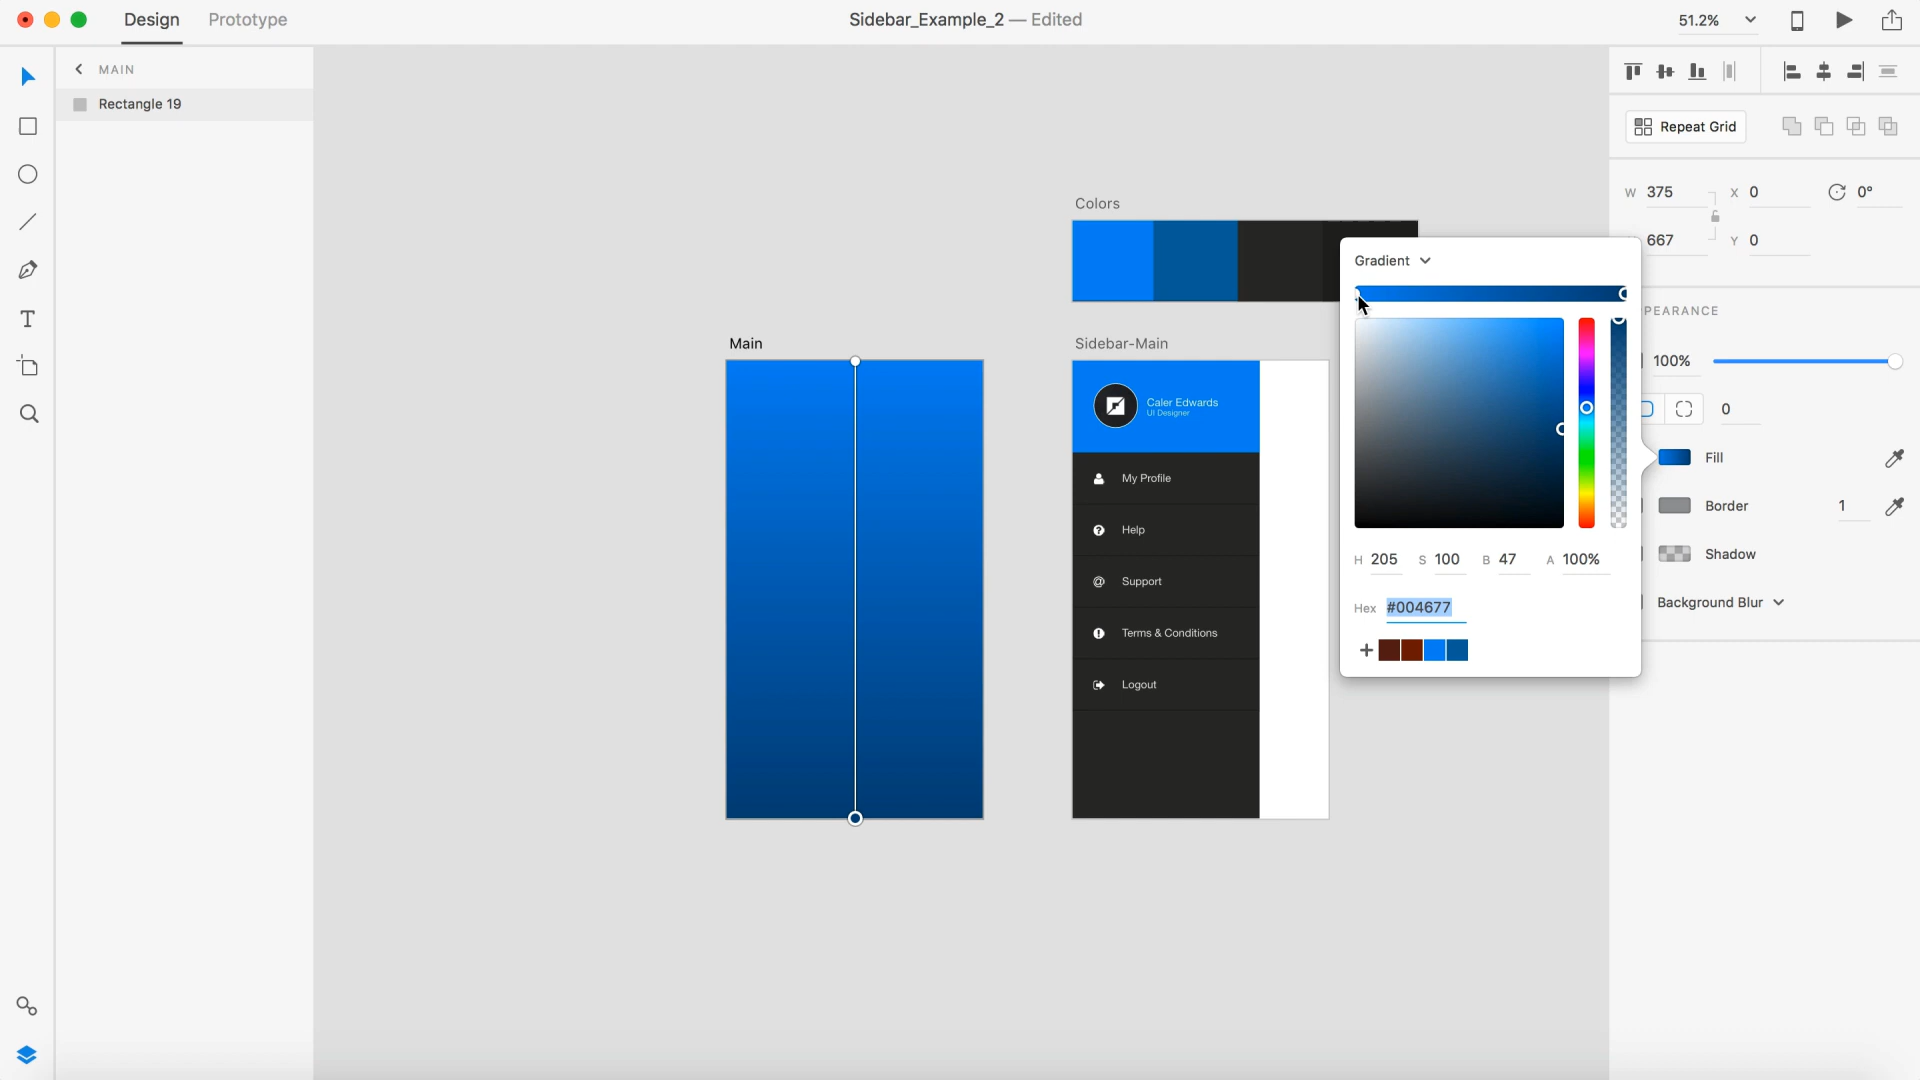 Design Prototype Sidebar_Example_2 — Edited 51.2%
MAIN
Rectangle 19
Repeat Grid
W 375 X 0 0°
667 Y 0
Colors
Gradient
PEARANCE
Main
Sidebar-Main
100%
Caler Edwards
UI Designer
0
Fill
My Profile
Border 1
Help
Shadow
H 205 S 100 B 47 A 100%
Support
Background Blur
Hex #004677
Terms & Conditions
Logout